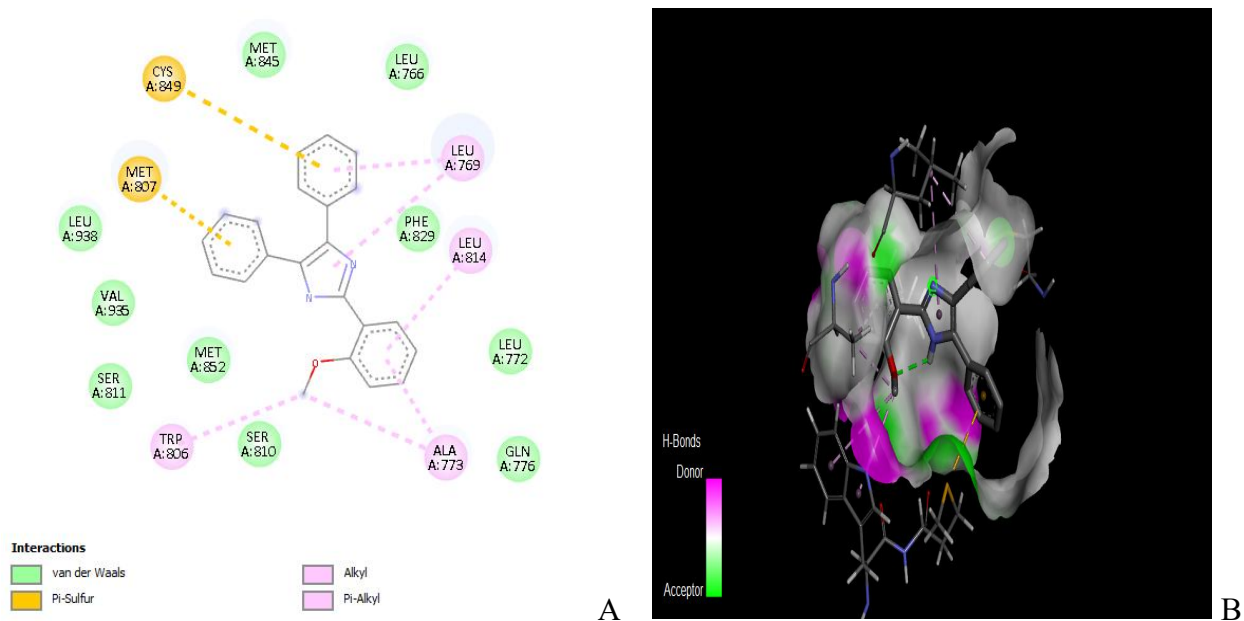 MET
A:845
LEU
A:766
CYS
A:849
LEU
A:769
MET
A:807
LEU
A:938
PHE
A:829
LEU
A:814
N
N
VAL
A:935
MET
A:852
LEU
A:772
SER
A:811
O
TRP
A:806
SER
A:810
ALA
A:773
GLN
A:776
Interactions
van der Waals
Pi-Sulfur
Alkyl
Pi-Alkyl
A
H-Bonds
Donor
Acceptor
B